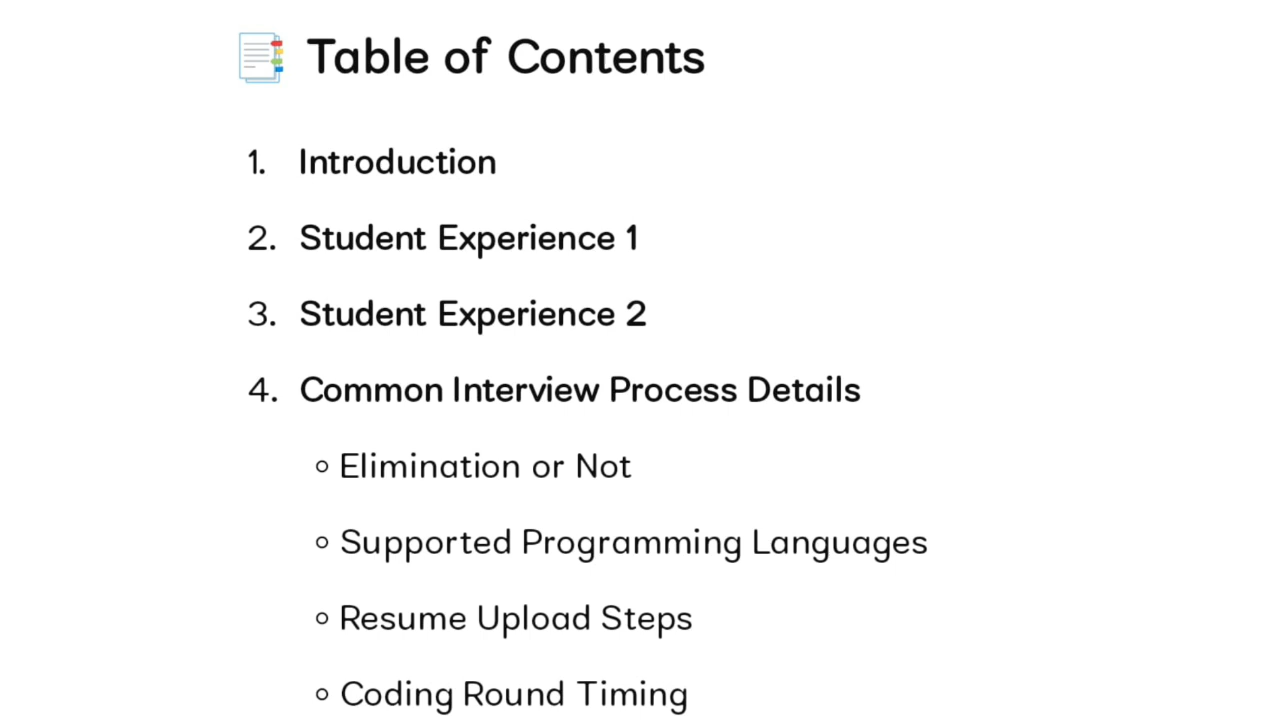 Table of Contents
1. Introduction
2. Student Experience 1
3. Student Experience 2
4. Common Interview Process Details
Elimination or Not
Supported Programming Languages
Resume Upload Steps
Coding Round Timing